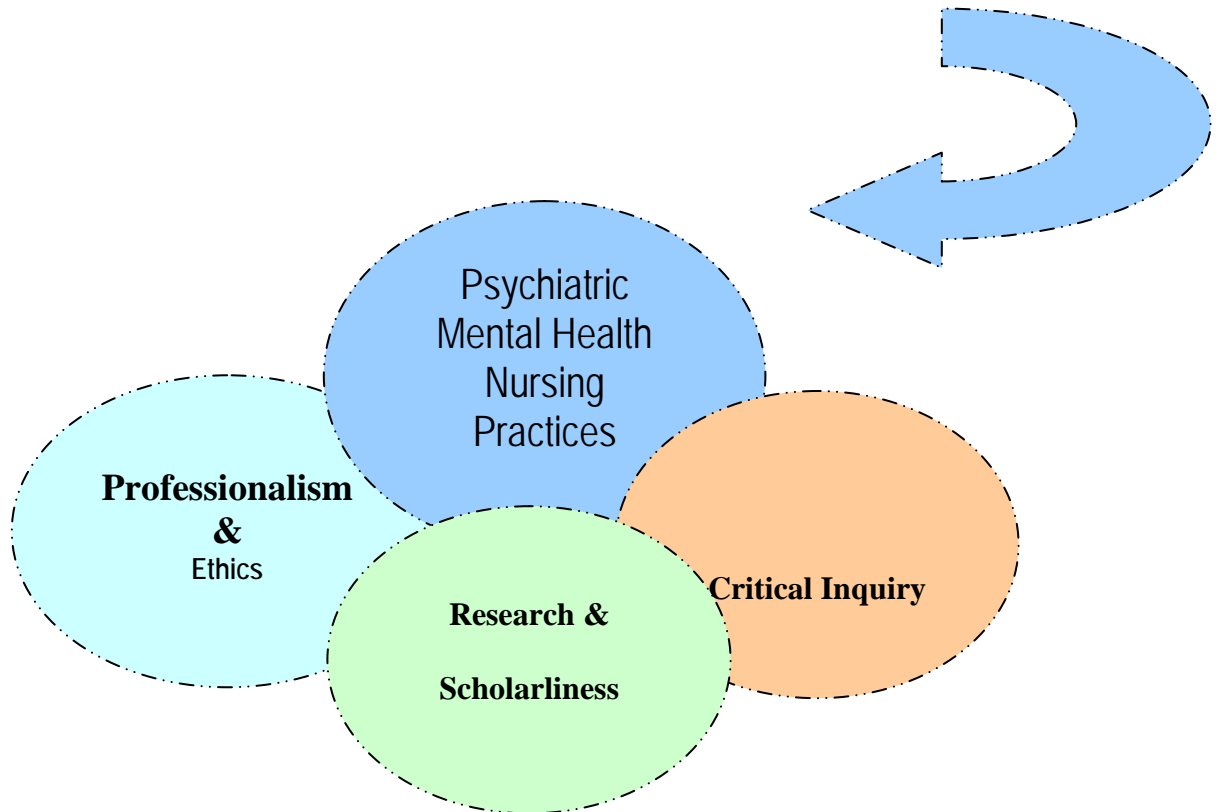 Psychiatric
Mental Health
Nursing
Practices
Professionalism
&
Ethics
Critical Inquiry
Research &
Scholarliness